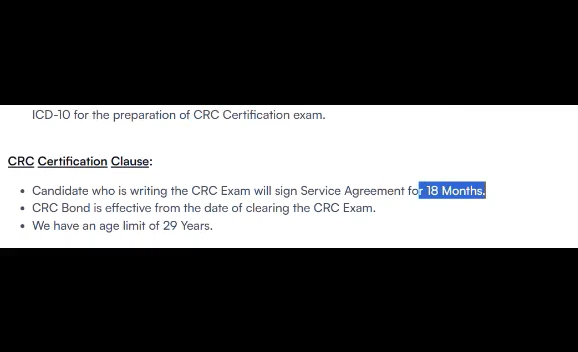 ICD-10 for the preparation of CRC Certification exam.
CRC Certification Clause:
• Candidate who is writing the CRC Exam will sign Service Agreement for 18 Months.
• CRC Bond is effective from the date of clearing the CRC Exam.
• We have an age limit of 29 Years.